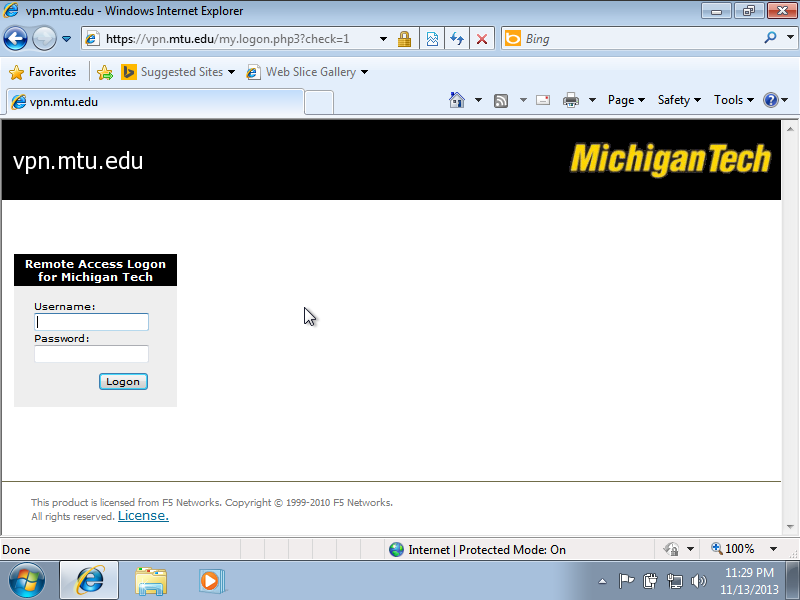 vpn.mtu.edu - Windows Internet Explorer
https://vpn.mtu.edu/my.logon.php3?check=1
Bing
Favorites
Suggested Sites
Web Slice Gallery
vpn.mtu.edu
Page
Safety
Tools
vpn.mtu.edu
Michigan Tech
Remote Access Logon
for Michigan Tech
Username:
Password:
Logon
This product is licensed from F5 Networks. Copyright © 1999-2010 F5 Networks.
All rights reserved. License.
Done
Internet | Protected Mode: On
100%
11:29 PM
11/13/2013